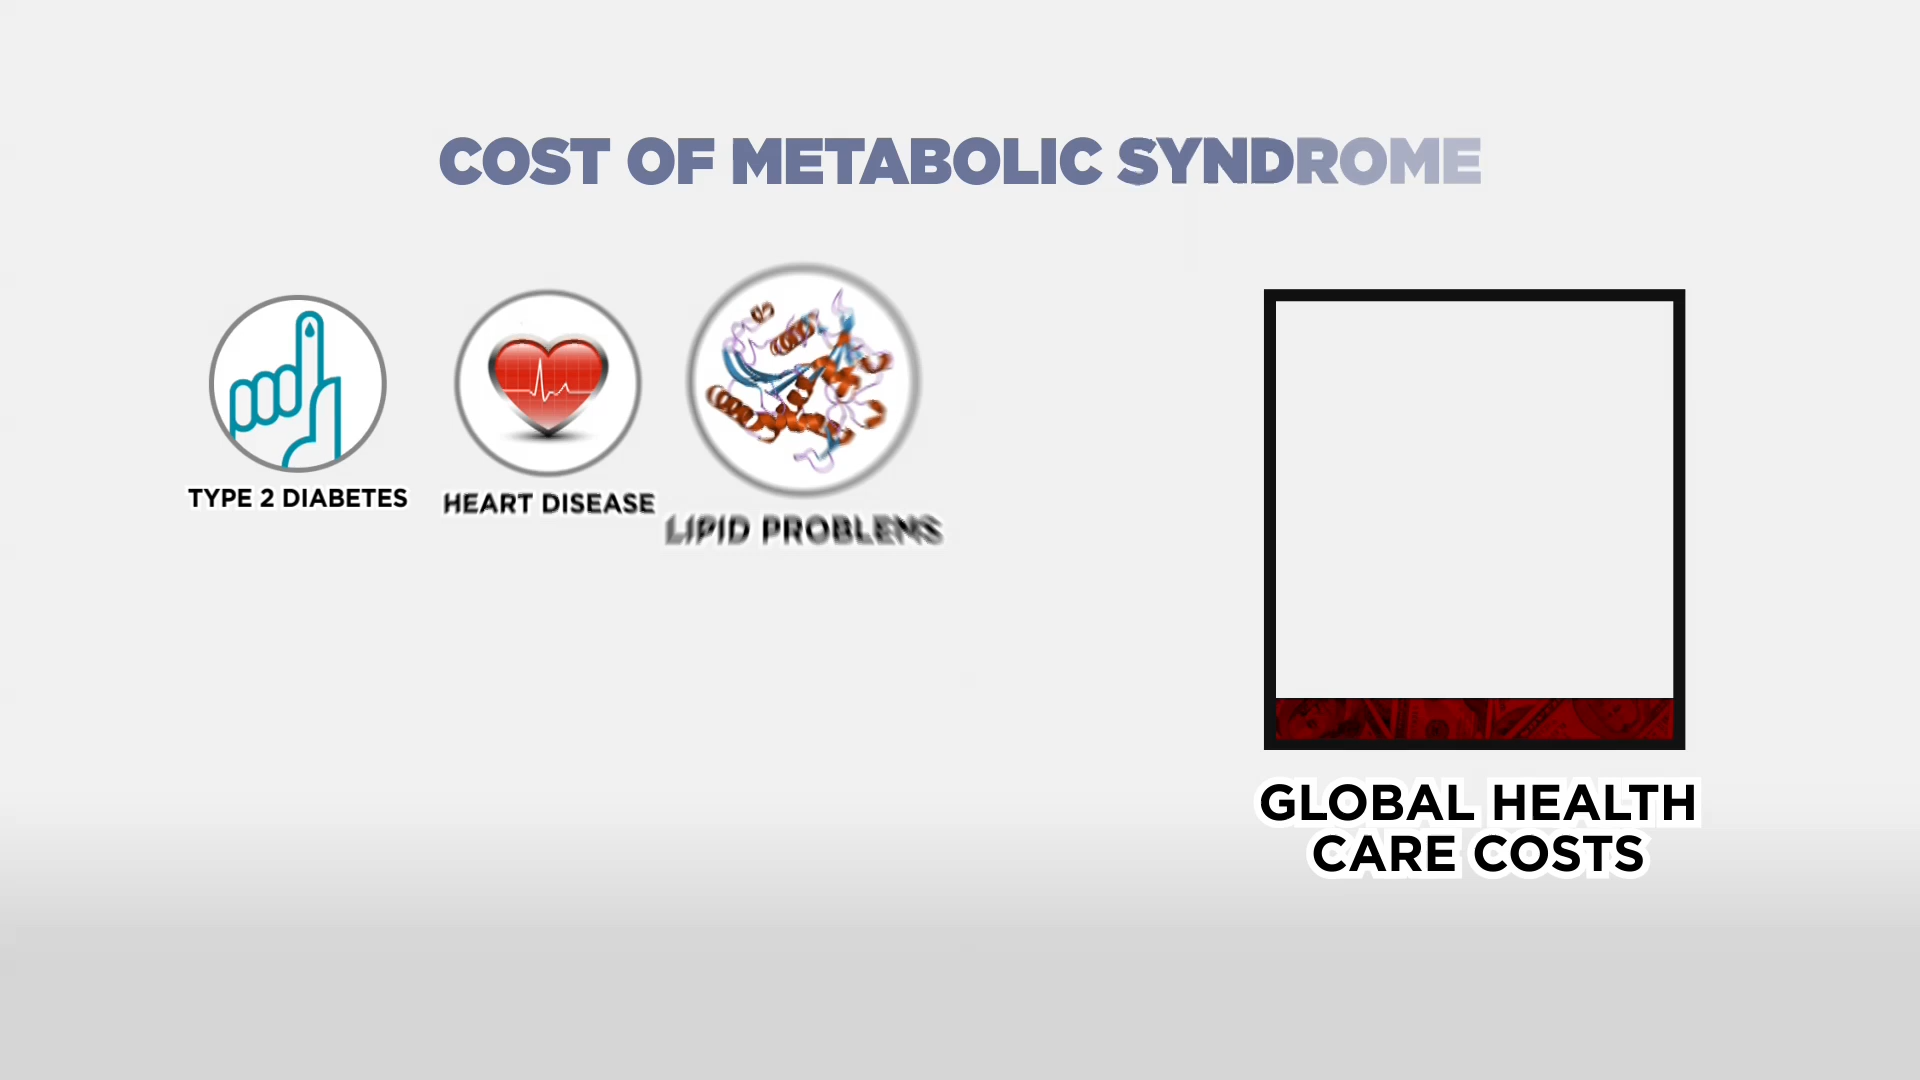 COST OF METABOLIC SYNDROME
TYPE 2 DIABETES
HEART DISEASE
LIPID PROBLEMS
GLOBAL HEALTH
CARE COSTS